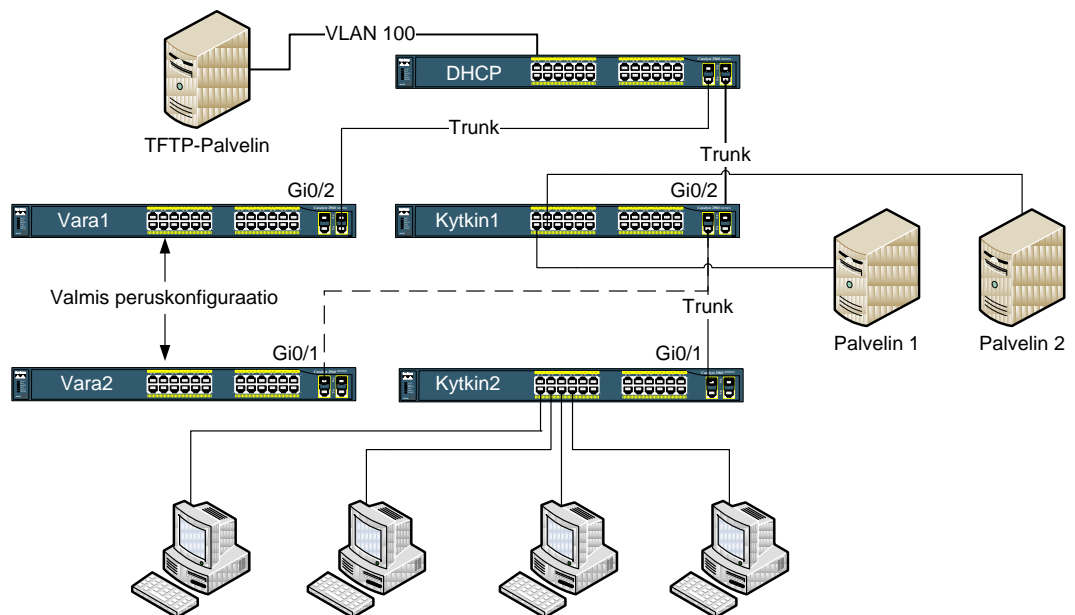 VLAN 100
DHCP
TFTP-Palvelin
Trunk
Trunk
Gi0/2
Gi0/2
Vara1
Kytkin1
Valmis peruskonfiguraatio
Trunk
Palvelin 1
Palvelin 2
Gi0/1
Gi0/1
Vara2
Kytkin2